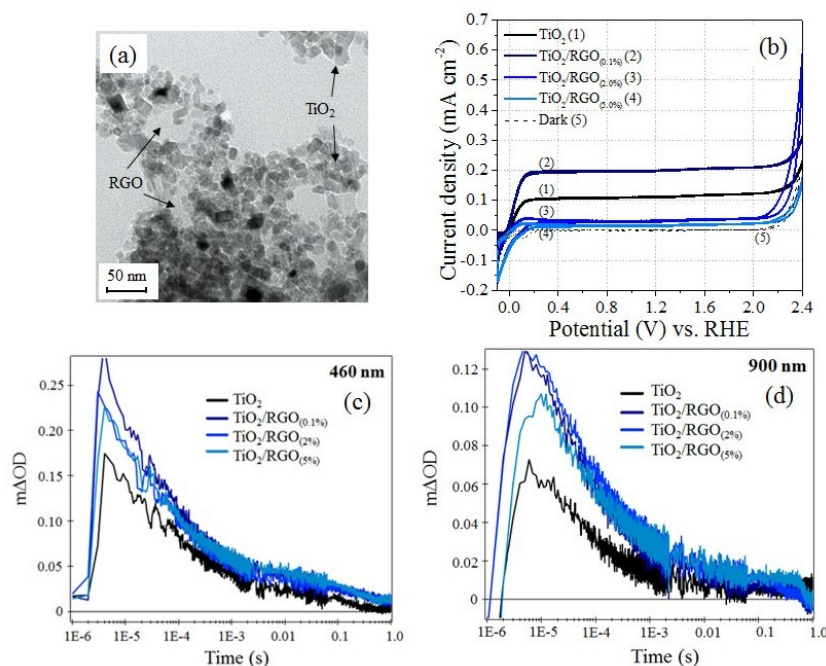 (a)
TiO2
RGO
50 nm
(b)
TiO2 (1)
TiO2/RGO(0.1%) (2)
TiO2/RGO(2.0%) (3)
TiO2/RGO(5.0%) (4)
Dark (5)
Current density (mA cm-2)
0.7
0.6
0.5
0.4
0.3
0.2
0.1
0.0
-0.1
-0.2
(2)
(1)
(3)
(4)
(5)
0.0 0.4 0.8 1.2 1.6 2.0 2.4
Potential (V) vs. RHE
460 nm
(c)
TiO2
TiO2/RGO(0.1%)
TiO2/RGO(2%)
TiO2/RGO(5%)
mΔOD
0.25
0.20
0.15
0.10
0.05
0
1E-6 1E-5 1E-4 1E-3 0.01 0.1 1.0
Time (s)
900 nm
(d)
TiO2
TiO2/RGO(0.1%)
TiO2/RGO(2%)
TiO2/RGO(5%)
mΔOD
0.12
0.10
0.08
0.06
0.04
0.02
0
1E-6 1E-5 1E-4 1E-3 0.01 0.1 1.0
Time (s)